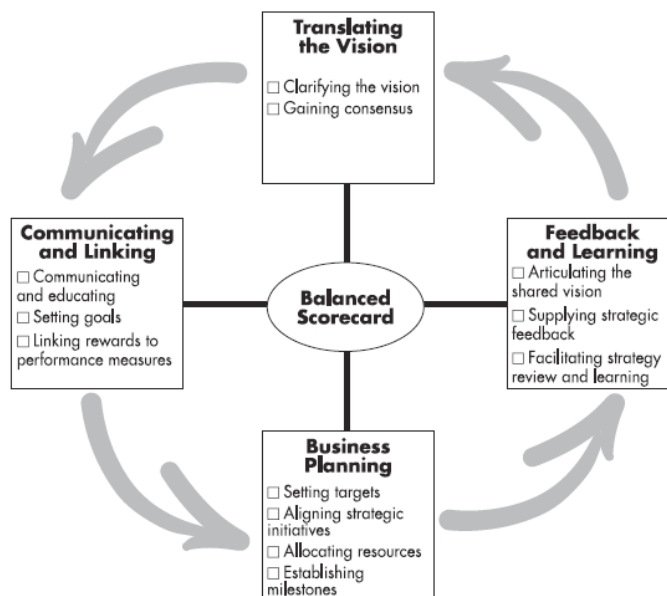 Translating
the Vision
□ Clarifying the vision
□ Gaining consensus
Communicating
and Linking
□ Communicating
and educating
□ Setting goals
□ Linking rewards to
performance measures
Balanced
Scorecard
Feedback
and Learning
□ Articulating the
shared vision
□ Supplying strategic
feedback
□ Facilitating strategy
review and learning
Business
Planning
□ Setting targets
□ Aligning strategic
initiatives
□ Allocating resources
□ Establishing
milestones